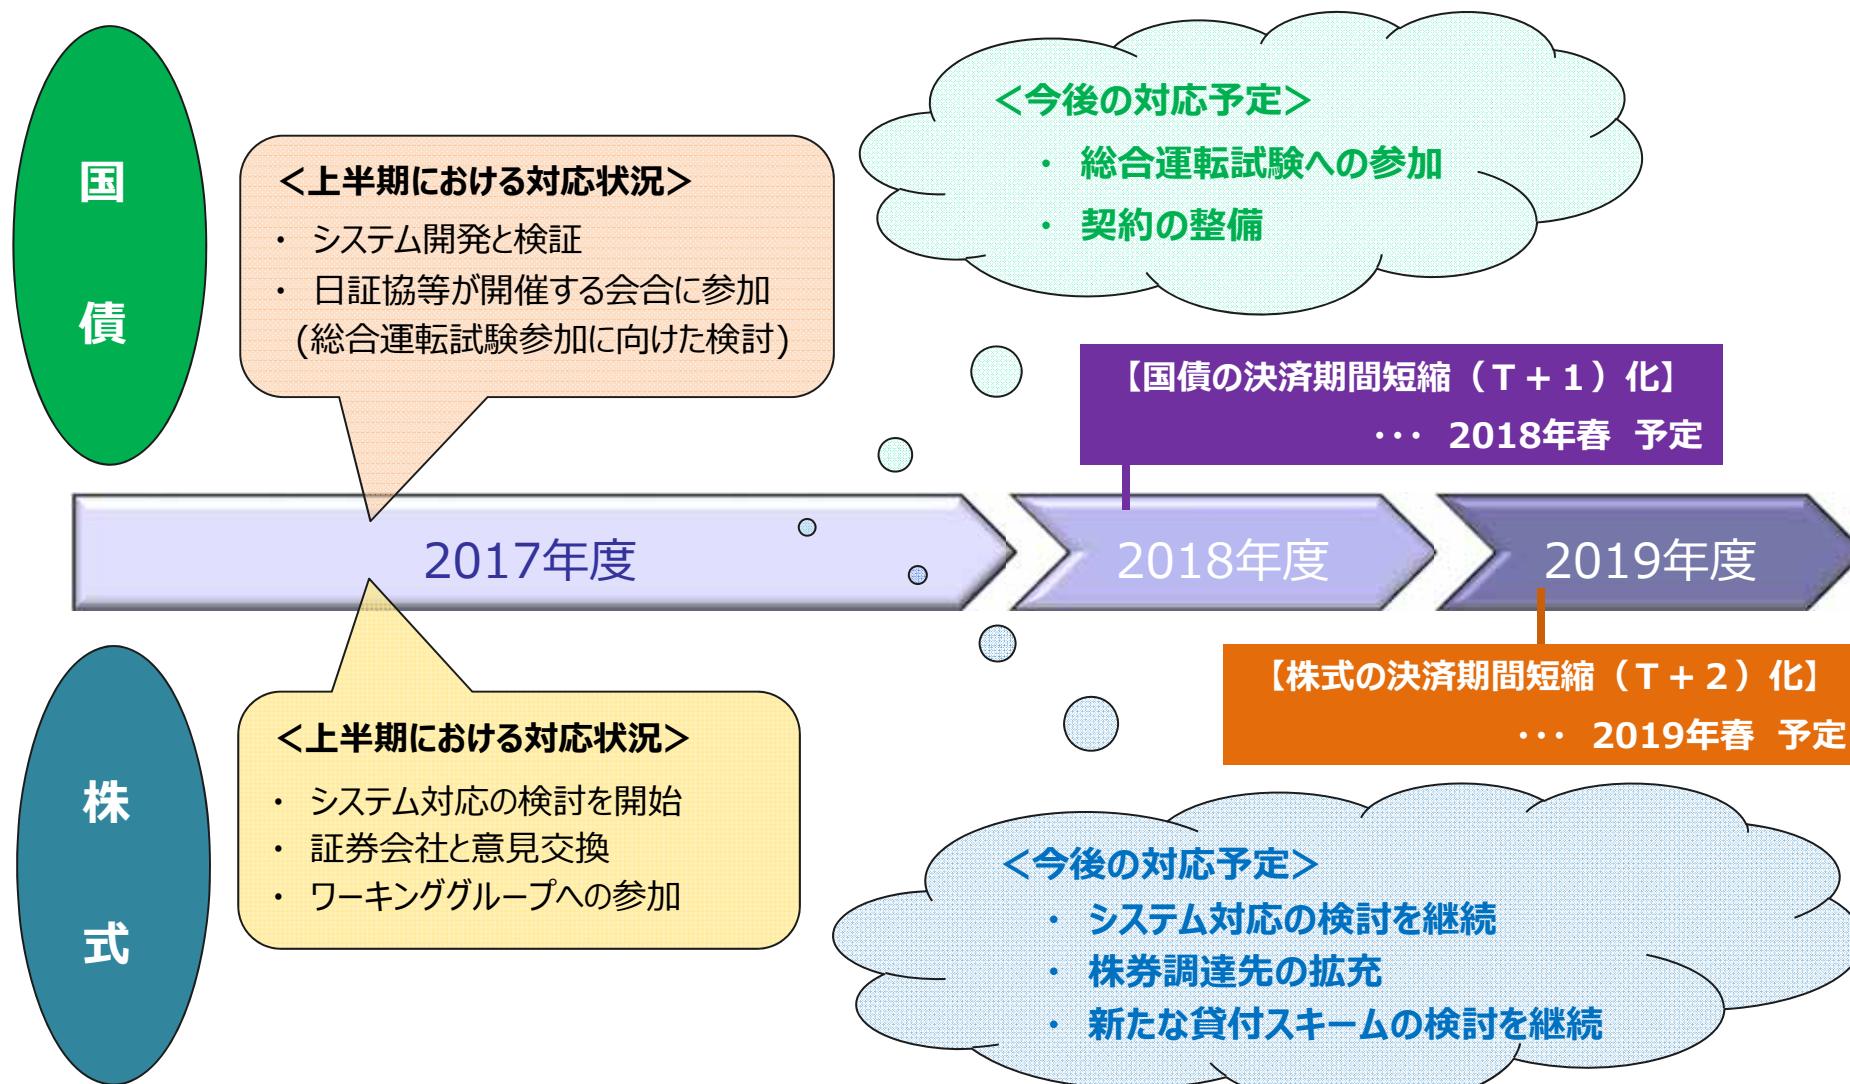 国
債
<上半期における対応状況>
・ システム開発と検証
・ 日証協等が開催する会合に参加
(総合運転試験参加に向けた検討)
<今後の対応予定>
・ 総合運転試験への参加
・ 契約の整備
【国債の決済期間短縮（T+1）化】
・・・ 2018年春 予定
2017年度
2018年度
2019年度
【株式の決済期間短縮（T+2）化】
・・・ 2019年春 予定
株
式
<上半期における対応状況>
・ システム対応の検討を開始
・ 証券会社と意見交換
・ ワーキンググループへの参加
<今後の対応予定>
・ システム対応の検討を継続
・ 株券調達先の拡充
・ 新たな貸付スキームの検討を継続